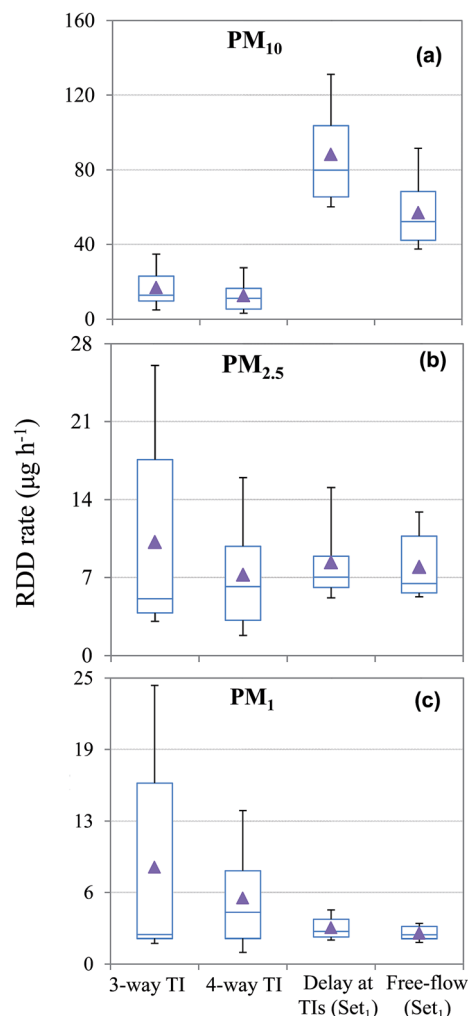 160
PM10
(a)
120
80
40
0
28
PM2.5
(b)
21
14
7
0
RDD rate (µg h-1)
25
PM1
(c)
19
13
6
0
3-way TI
4-way TI
Delay at
TIs (Set1)
Free-flow
(Set1)